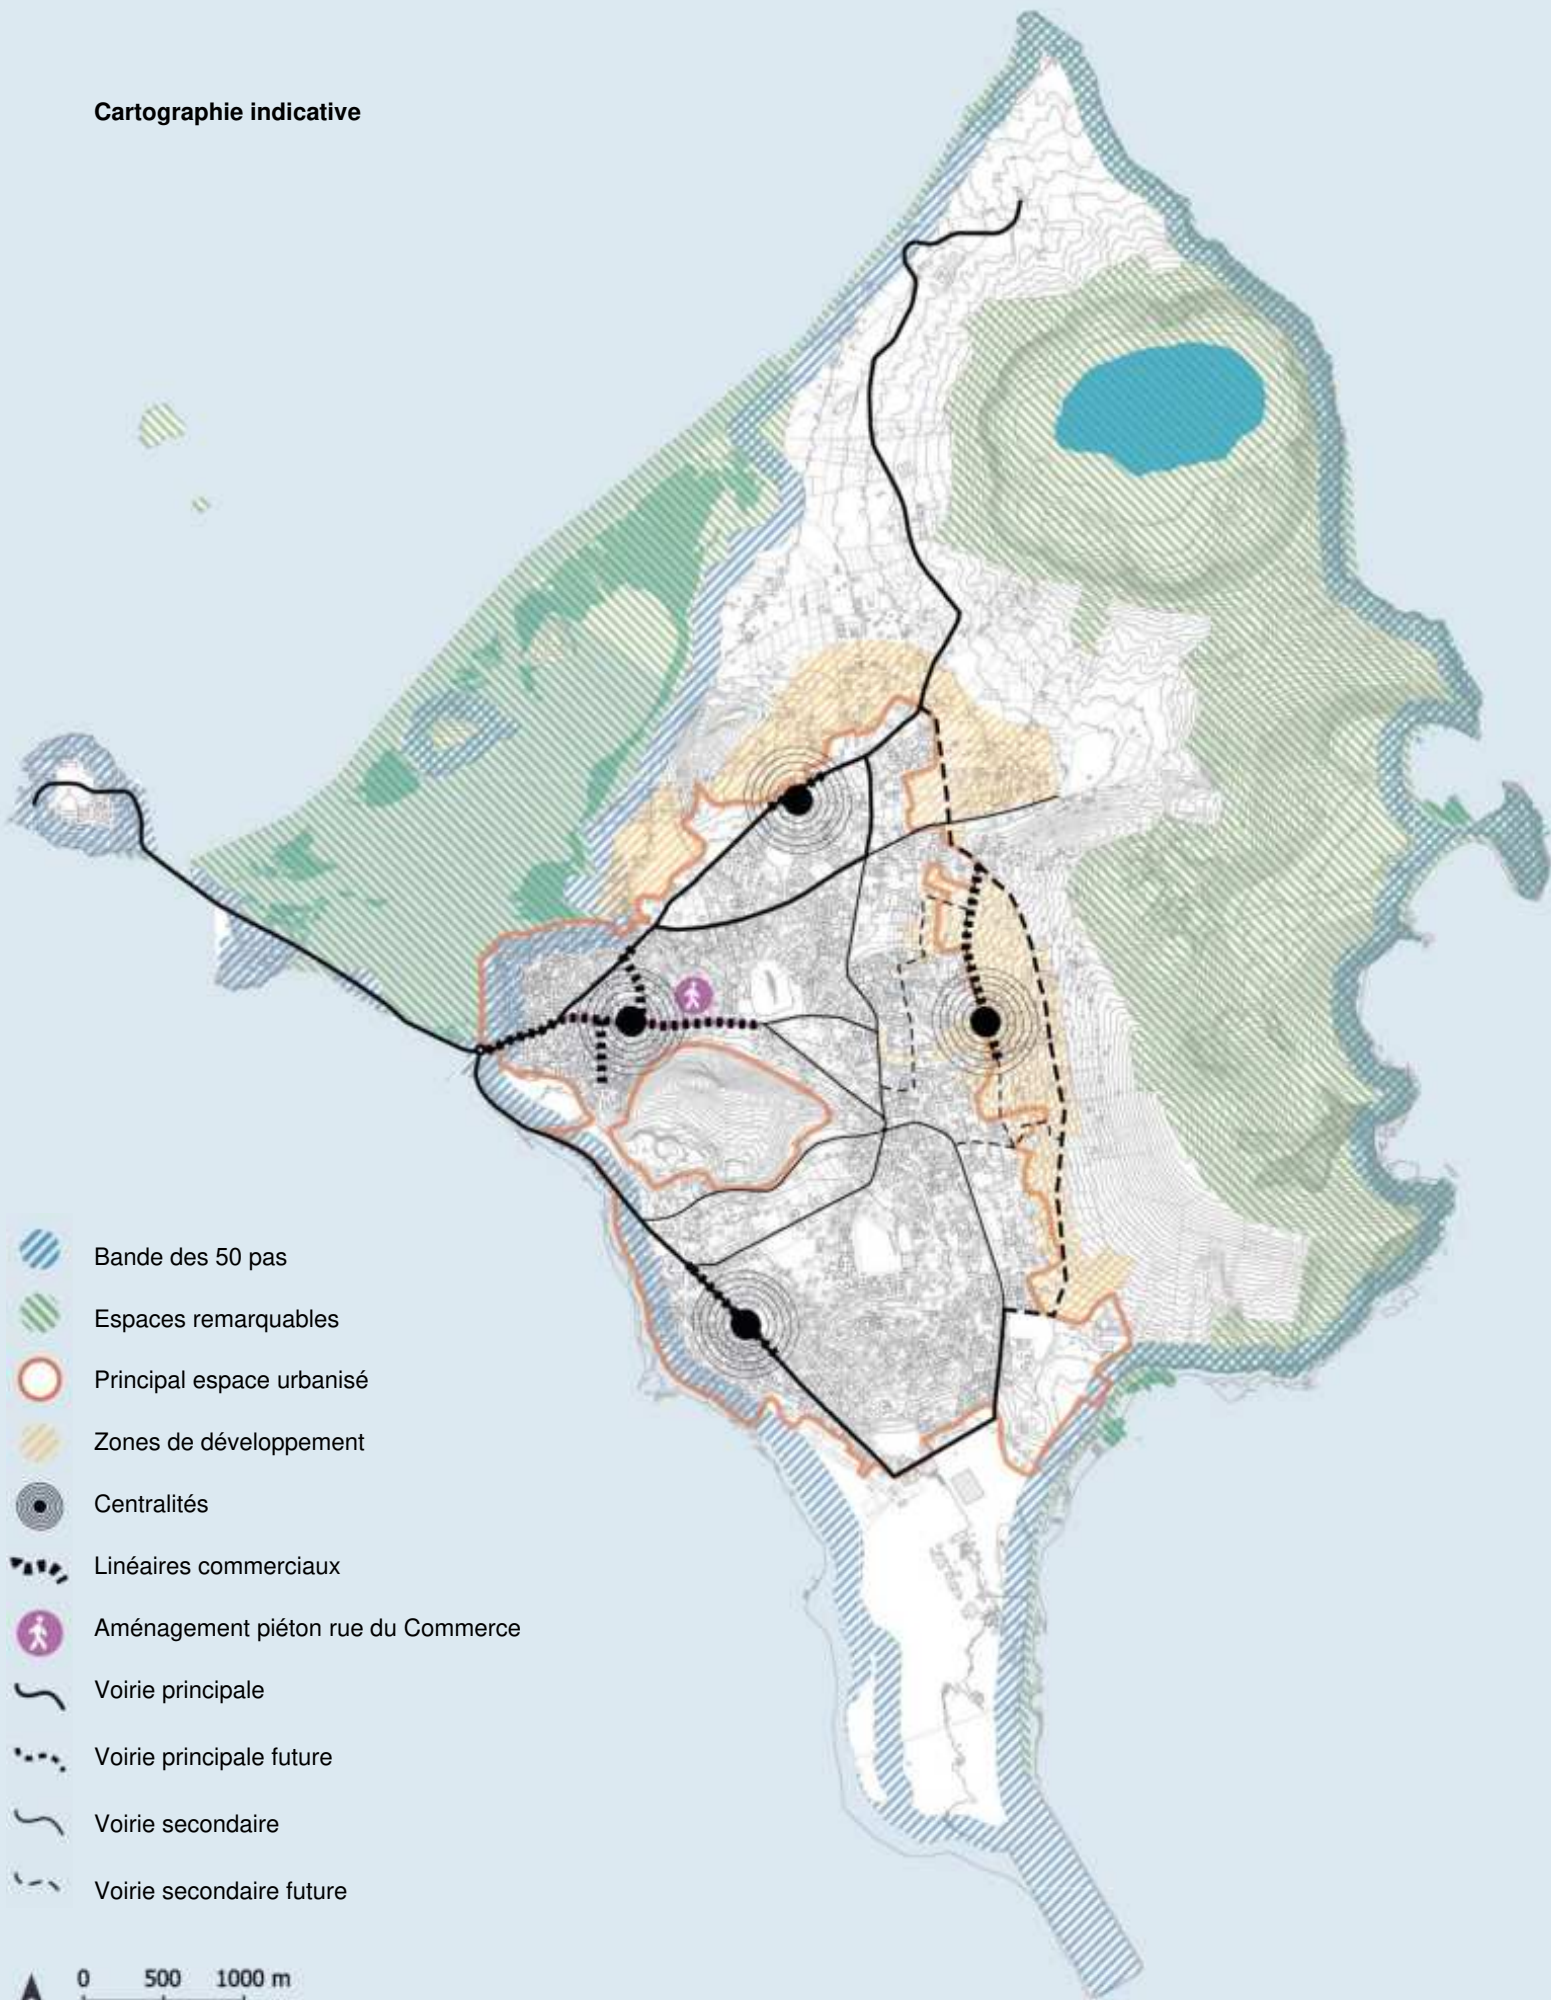 Cartographie indicative
Bande des 50 pas
Espaces remarquables
Principal espace urbanisé
Zones de développement
Centralités
Linéaires commerciaux
Aménagement piéton rue du Commerce
Voirie principale
Voirie principale future
Voirie secondaire
Voirie secondaire future
0 500 1000 m